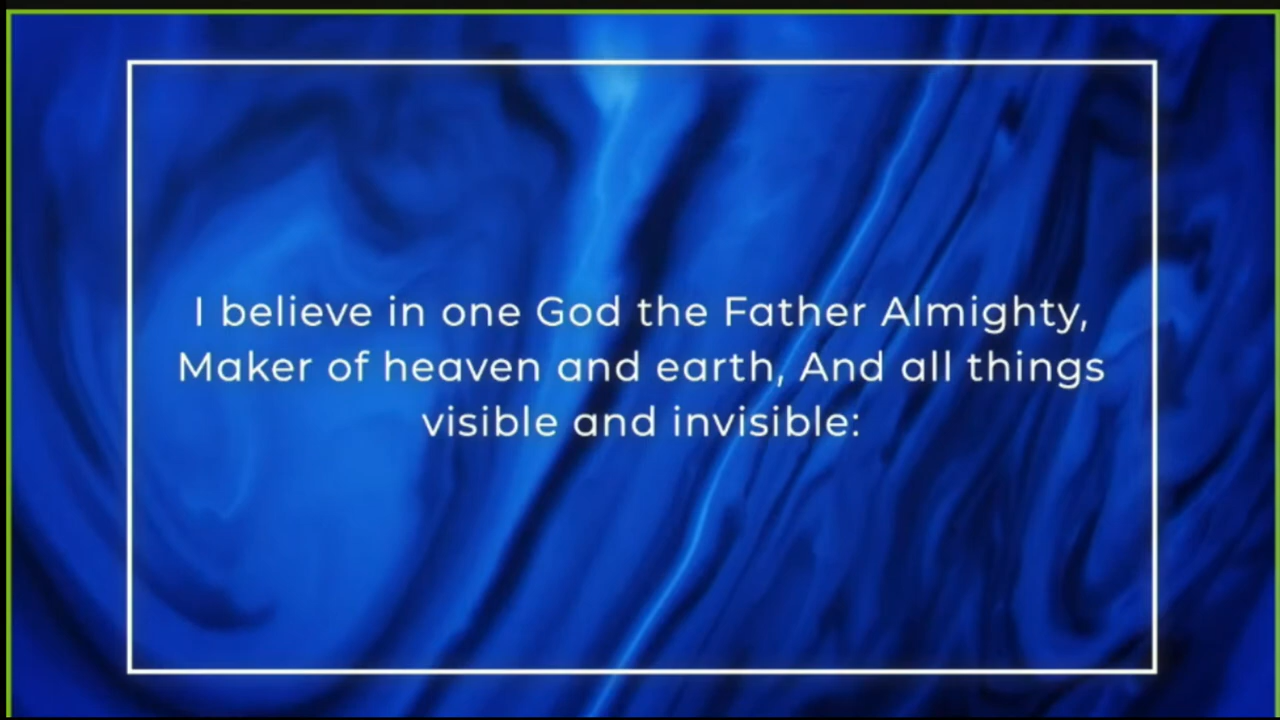 I believe in one God the Father Almighty,
Maker of heaven and earth, And all things
visible and invisible: